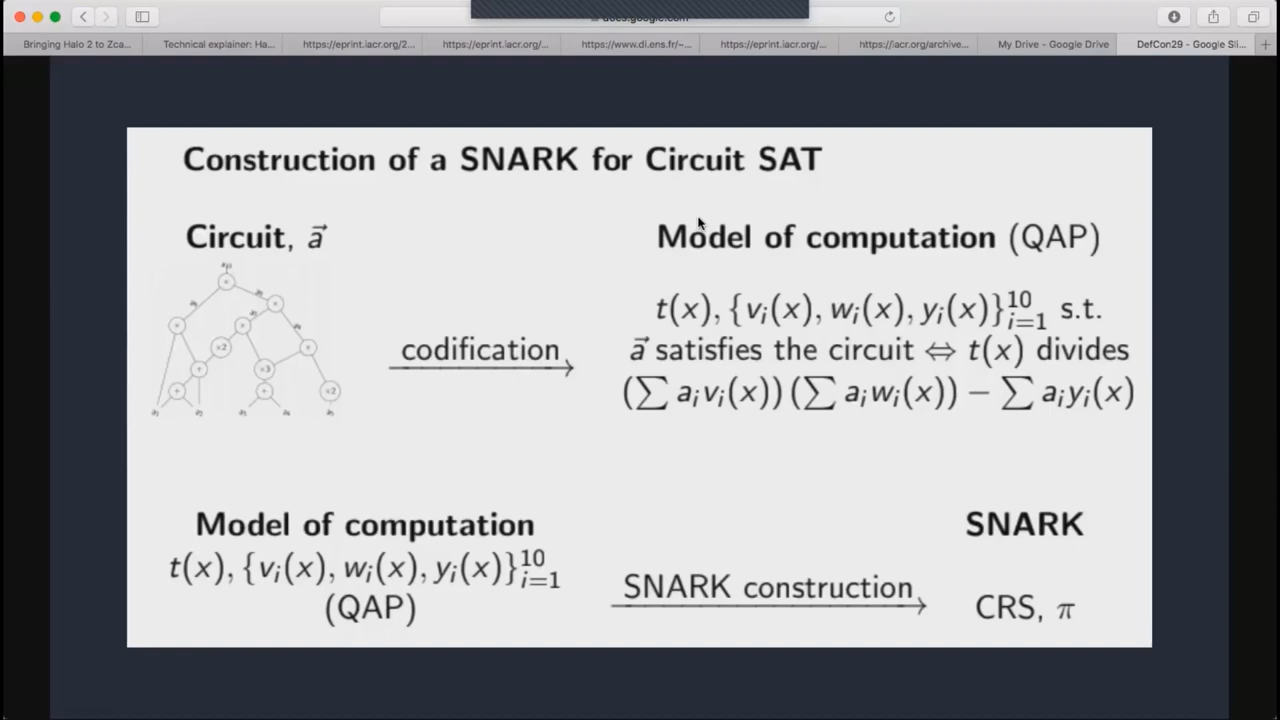 docs.google.com
Bringing Halo 2 to Zca...
Technical explainer: Ha...
https://eprint.iacr.org/2...
https://eprint.iacr.org/...
https://www.di.ens.fr/~...
https://eprint.iacr.org/...
https://iacr.org/archive...
My Drive - Google Drive
DefCon29 - Google Sli...
Construction of a SNARK for Circuit SAT
Circuit, a⃗
Model of computation (QAP)
t(x), {vᵢ(x), wᵢ(x), yᵢ(x)}¹⁰ᵢ₌₁ s.t.
codification
a⃗ satisfies the circuit ⇔ t(x) divides
(∑ aᵢvᵢ(x)) (∑ aᵢwᵢ(x)) − ∑ aᵢyᵢ(x)
Model of computation
SNARK
t(x), {vᵢ(x), wᵢ(x), yᵢ(x)}¹⁰ᵢ₌₁
SNARK construction
(QAP)
CRS, π